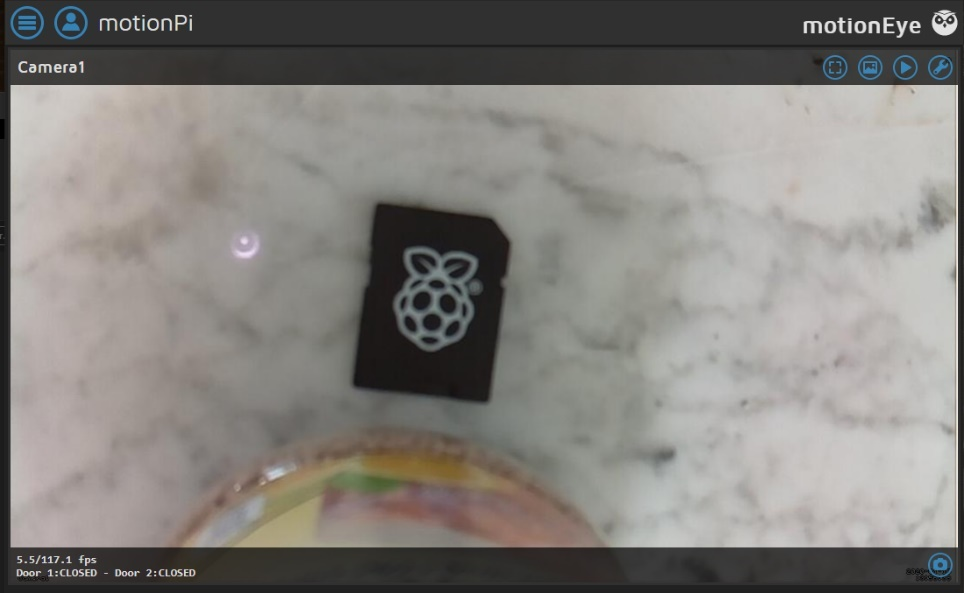 motionPi
motionEye
Camera1
®
5.5/117.1 fps
Door 1:CLOSED - Door 2:CLOSED